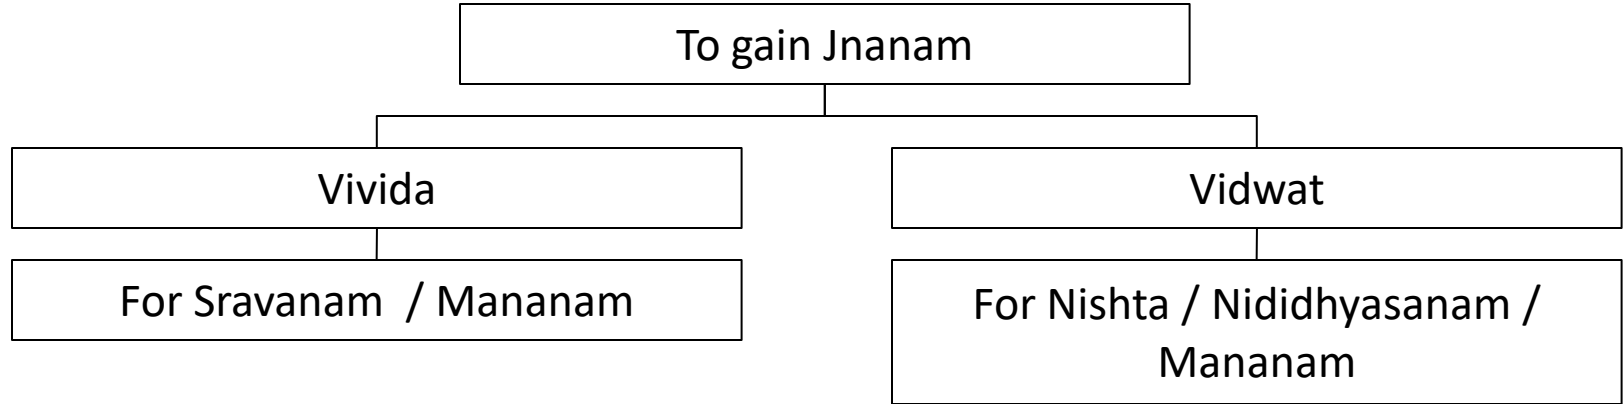 To gain Jnanam
Vivida
Vidwat
For Sravanam / Mananam
For Nishta / Nididhyasanam /
Mananam